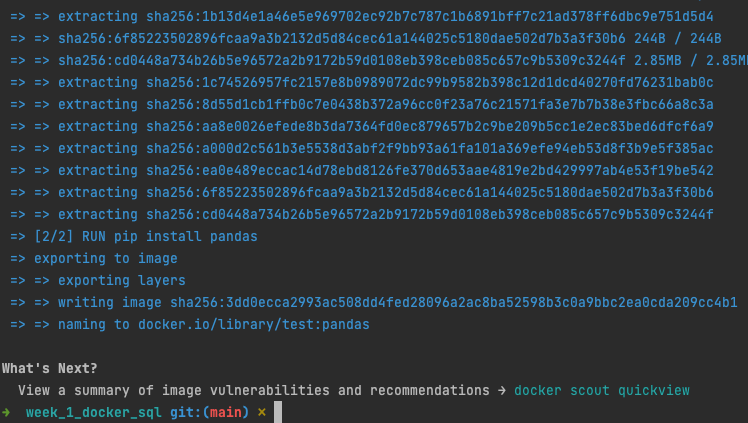 => => extracting sha256:1b13d4e1a46e5e969702ec92b7c787c1b6891bff7c21ad378ff6dbc9e751d5d4
=> => sha256:6f85223502896fcaa9a3b2132d5d84cec61a144025c5180dae502d7b3a3f30b6 244B / 244B
=> => sha256:cd0448a734b26b5e96572a2b9172b59d0108eb398ceb085c657c9b5309c3244f 2.85MB / 2.85M
=> => extracting sha256:1c74526957fc2157e8b0989072dc99b9582b398c12d1dcd40270fd76231bab0c
=> => extracting sha256:8d55d1cb1ffb0c7e0438b372a96cc0f23a76c21571fa3e7b7b38e3fbc66a8c3a
=> => extracting sha256:aa8e0026efede8b3da7364fd0ec879657b2c9be209b5cc1e2ec83bed6dfcf6a9
=> => extracting sha256:a000d2c561b3e5538d3abf2f9bb93a61fa101a369efe94eb53d8f3b9e5f385ac
=> => extracting sha256:ea0e489eccac14d78ebd8126fe370d653aae4819e2bd429997ab4e53f19be542
=> => extracting sha256:6f85223502896fcaa9a3b2132d5d84cec61a144025c5180dae502d7b3a3f30b6
=> => extracting sha256:cd0448a734b26b5e96572a2b9172b59d0108eb398ceb085c657c9b5309c3244f
=> [2/2] RUN pip install pandas
=> exporting to image
=> => exporting layers
=> => writing image sha256:3dd0ecca2993ac508dd4fed28096a2ac8ba52598b3c0a9bbc2ea0cda209cc4b1
=> => naming to docker.io/library/test:pandas
What's Next?
View a summary of image vulnerabilities and recommendations → docker scout quickview
→ week_1_docker_sql git:(main) ×